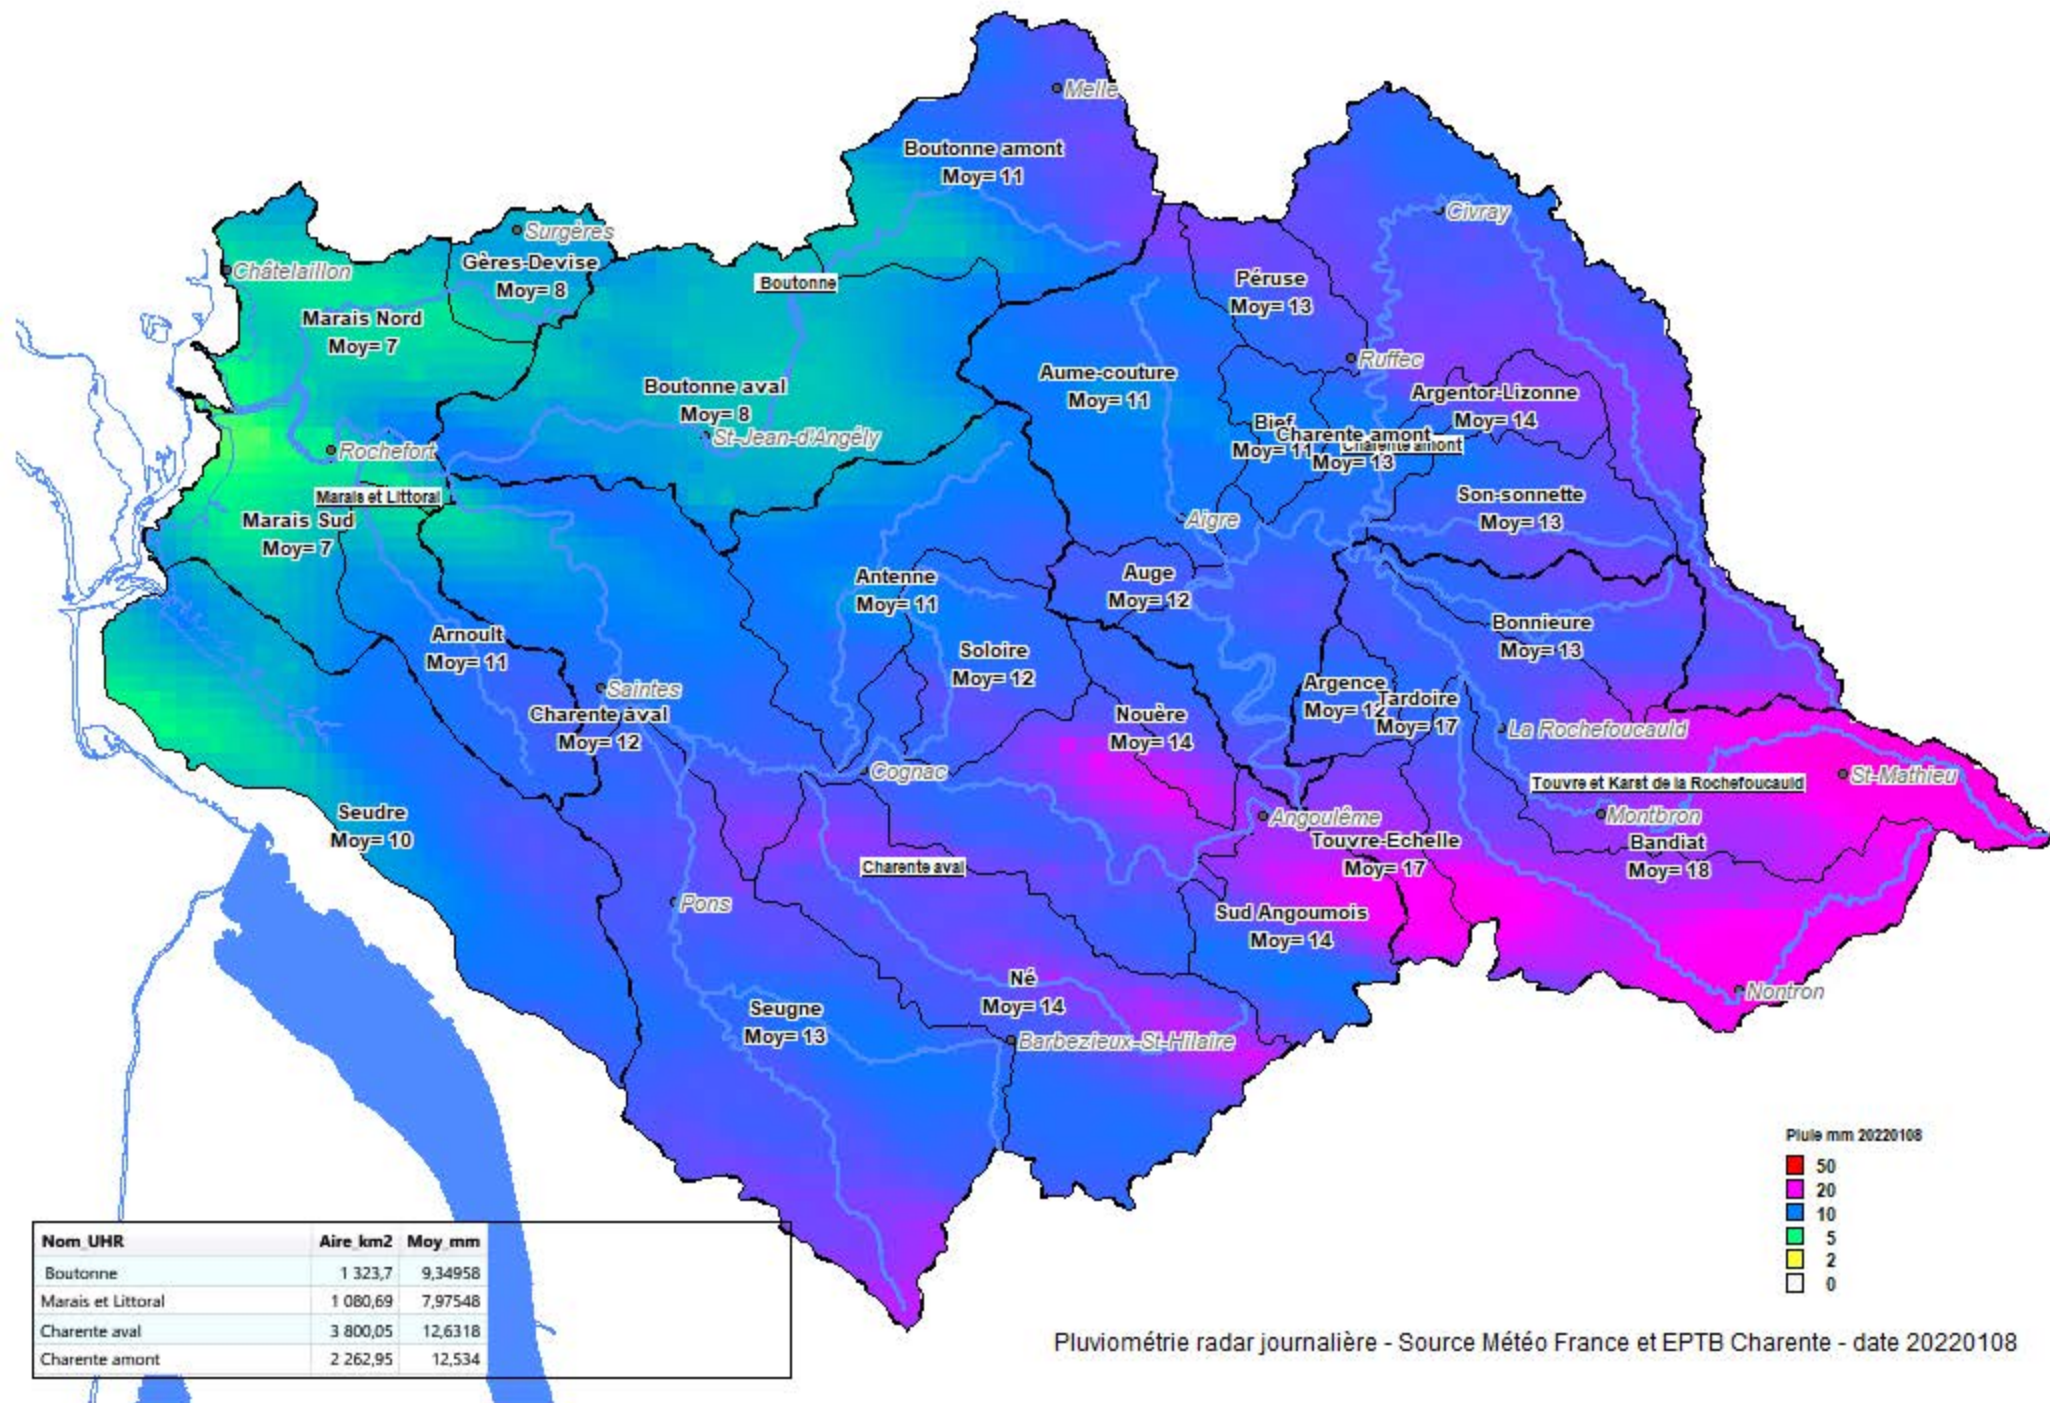 Melle
Boutonne amont
Moy= 11
Civray
Surgères
Châtelaillon
Gères-Devise
Moy= 8
Boutonne
Péruse
Moy= 13
Marais Nord
Moy= 7
Ruffec
Aume-couture
Moy= 11
Boutonne aval
Moy= 8
St-Jean-d'Angély
Argentor-Lizonne
Moy= 14
Bief
Moy= 11
Charente amont
Moy= 13
Charente amont
Rochefort
Marais et Littoral
Marais Sud
Moy= 7
Son-sonnette
Moy= 13
Aigre
Antenne
Moy= 11
Auge
Moy= 12
Bonnieure
Moy= 13
Arnoult
Moy= 11
Soloire
Moy= 12
Saintes
Charente aval
Moy= 12
Nouère
Moy= 14
Argence
Moy= 12
Tardoire
Moy= 17
La Rochefoucauld
Cognac
Touvre et Karst de la Rochefoucauld
St-Mathieu
Seudre
Moy= 10
Angoulême
Montbron
Touvre-Echelle
Moy= 17
Bandiat
Moy= 18
Charente aval
Pons
Sud Angoumois
Moy= 14
Né
Moy= 14
Nontron
Seugne
Moy= 13
Barbezieux-St-Hilaire
Pluie mm 20220108
50
20
10
5
2
0
Nom_UHR Aire_km2 Moy_mm
Boutonne 1 323,7 9,34958
Marais et Littoral 1 080,69 7,97548
Charente aval 3 800,05 12,6318
Charente amont 2 262,95 12,534
Pluviométrie radar journalière - Source Météo France et EPTB Charente - date 20220108